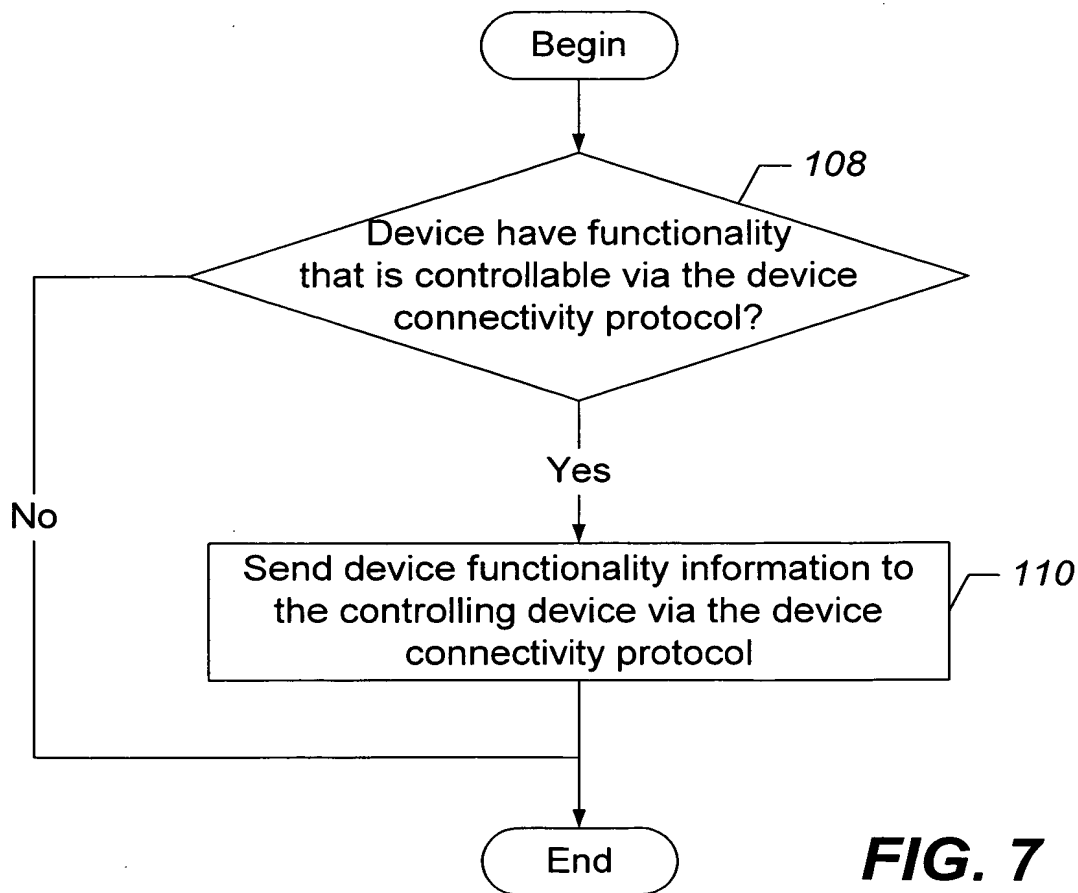 Begin
108
Device have functionality
that is controllable via the device
connectivity protocol?
Yes
No
Send device functionality information to
the controlling device via the device
connectivity protocol
110
End
FIG. 7